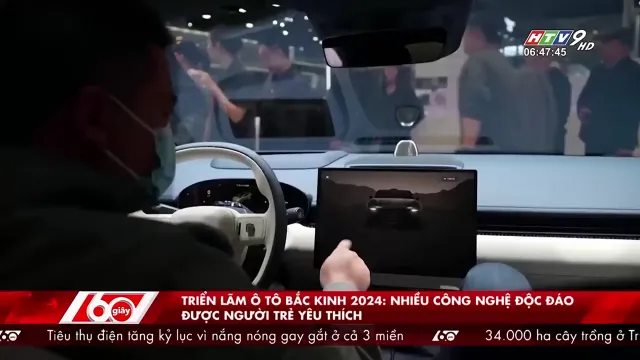 HTV9 HD
06:47:45
60 giây
TRIỂN LÃM Ô TÔ BẮC KINH 2024: NHIỀU CÔNG NGHỆ ĐỘC ĐÁO
ĐƯỢC NGƯỜI TRẺ YÊU THÍCH
Tiêu thụ điện tăng kỷ lục vì nắng nóng gay gắt ở cả 3 miền 60 34.000 ha cây trồng ở T